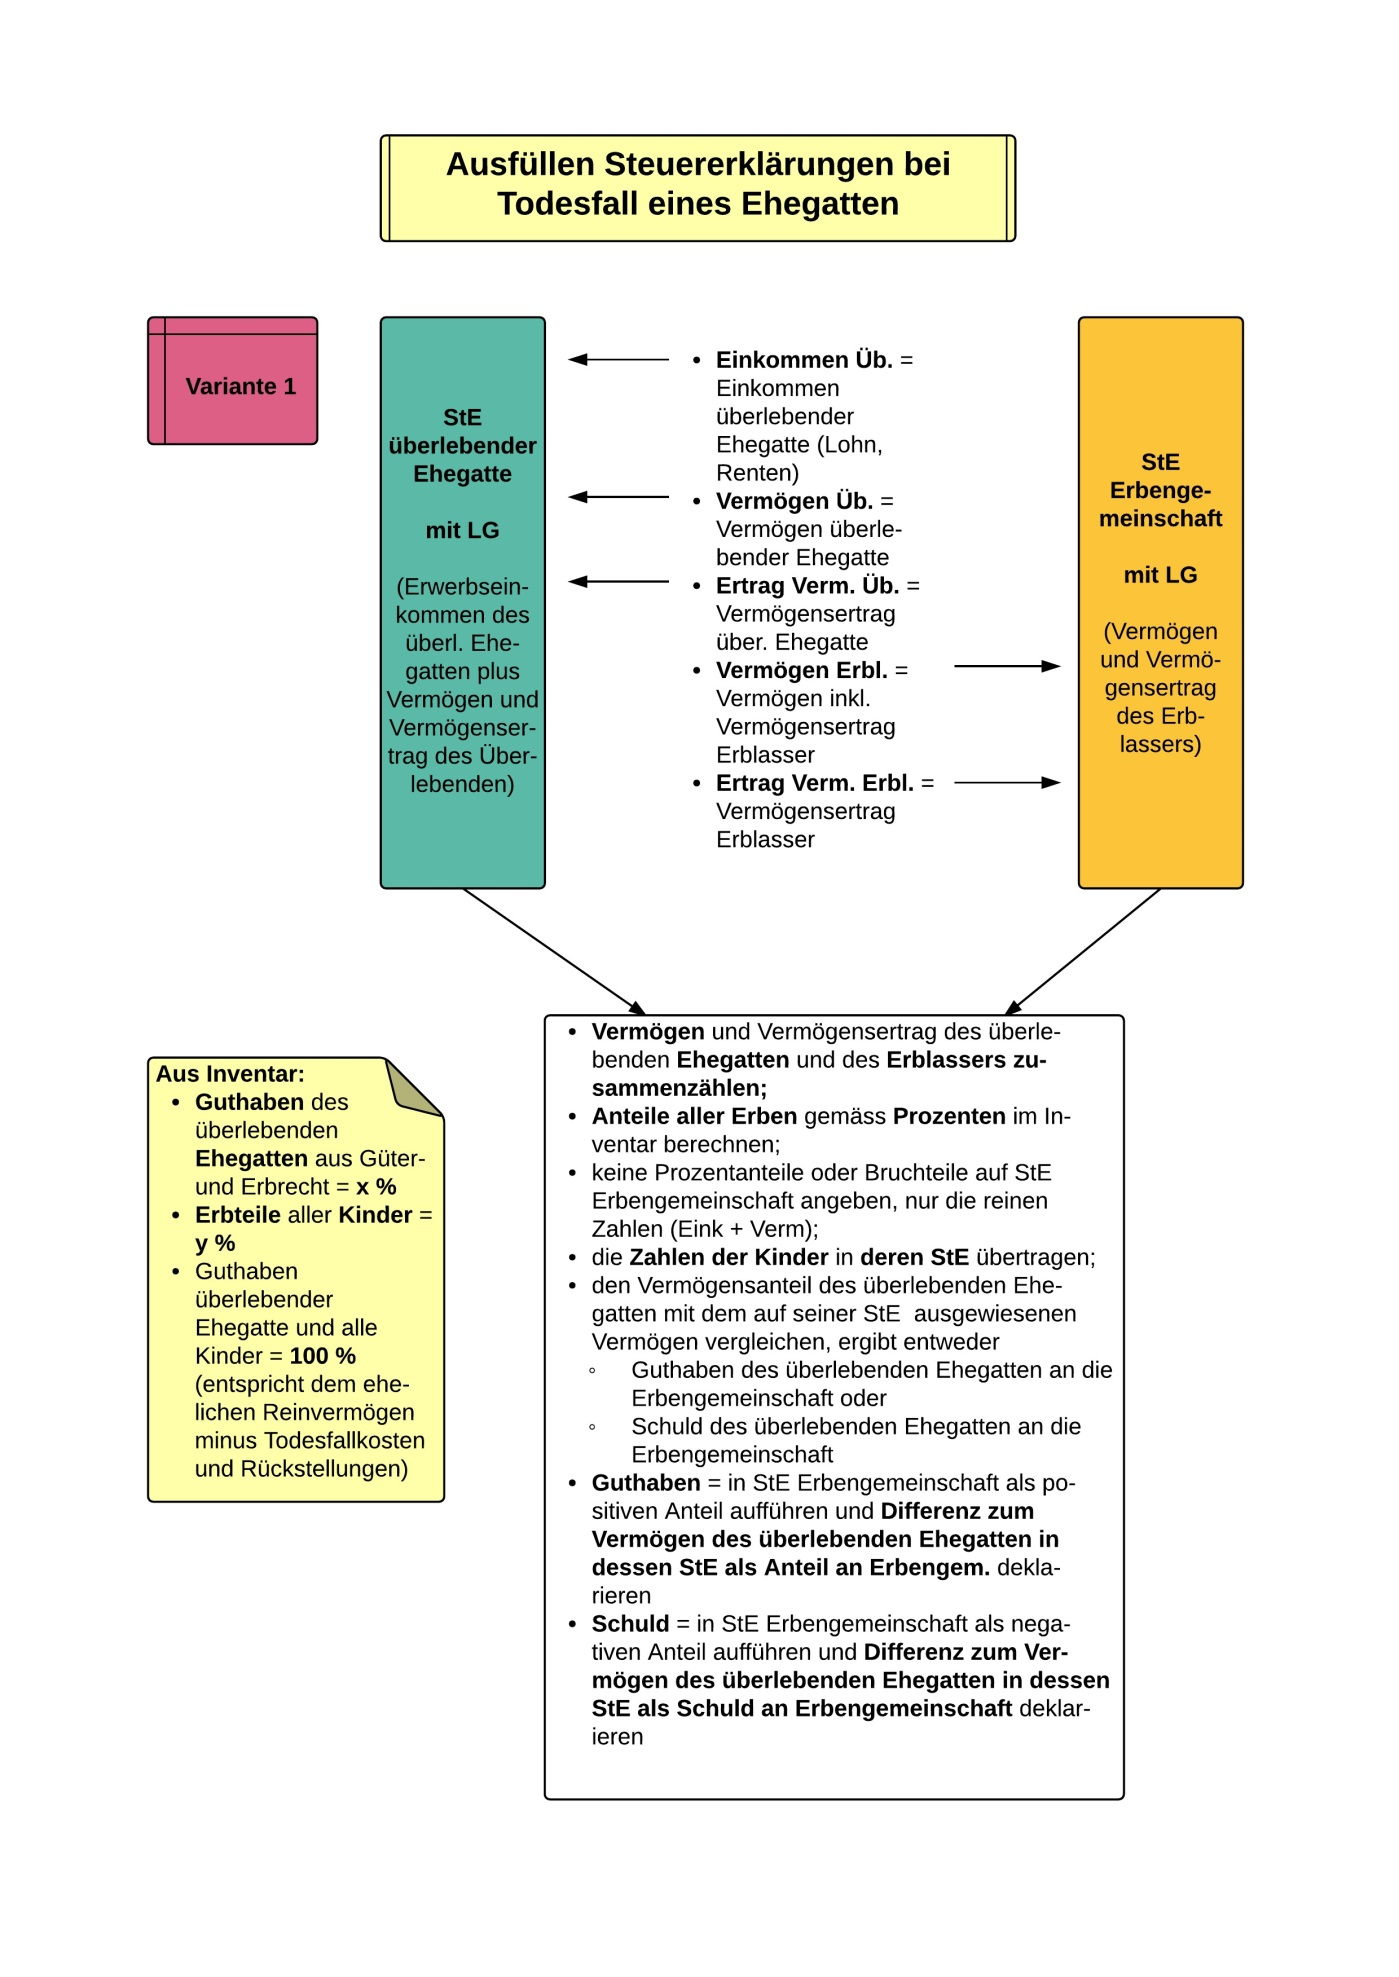 Ausfüllen Steuererklärungen bei
Todesfall eines Ehegatten
Variante 1
StE
überlebender
Ehegatte
mit LG
(Erwerbsein-
kommen des
überl. Ehe-
gatten plus
Vermögen und
Vermögenser-
trag des Über-
lebenden)
• Einkommen Üb. =
Einkommen
überlebender
Ehegatte (Lohn,
Renten)
• Vermögen Üb. =
Vermögen überle-
bender Ehegatte
• Ertrag Verm. Üb. =
Vermögensertrag
über. Ehegatte
• Vermögen Erbl. =
Vermögen inkl.
Vermögensertrag
Erblasser
• Ertrag Verm. Erbl. =
Vermögensertrag
Erblasser
StE
Erbenge-
meinschaft
mit LG
(Vermögen
und Vermö-
gensertrag
des Erb-
lassers)
Aus Inventar:
• Guthaben des
überlebenden
Ehegatten aus Güter-
und Erbrecht = x %
• Erbteile aller Kinder =
y %
• Guthaben
überlebender
Ehegatte und alle
Kinder = 100 %
(entspricht dem ehe-
lichen Reinvermögen
minus Todesfallkosten
und Rückstellungen)
• Vermögen und Vermögensertrag des überle-
benden Ehegatten und des Erblassers zu-
sammenzählen;
• Anteile aller Erben gemäss Prozenten im In-
ventar berechnen;
• keine Prozentanteile oder Bruchteile auf StE
Erbengemeinschaft angeben, nur die reinen
Zahlen (Eink + Verm);
• die Zahlen der Kinder in deren StE übertragen;
• den Vermögensanteil des überlebenden Ehe-
gatten mit dem auf seiner StE  ausgewiesenen
Vermögen vergleichen, ergibt entweder
◦ Guthaben des überlebenden Ehegatten an die
Erbengemeinschaft oder
◦ Schuld des überlebenden Ehegatten an die
Erbengemeinschaft
• Guthaben = in StE Erbengemeinschaft als po-
sitiven Anteil aufführen und Differenz zum
Vermögen des überlebenden Ehegatten in
dessen StE als Anteil an Erbengem. dekla-
rieren
• Schuld = in StE Erbengemeinschaft als nega-
tiven Anteil aufführen und Differenz zum Ver-
mögen des überlebenden Ehegatten in dessen
StE als Schuld an Erbengemeinschaft deklar-
ieren